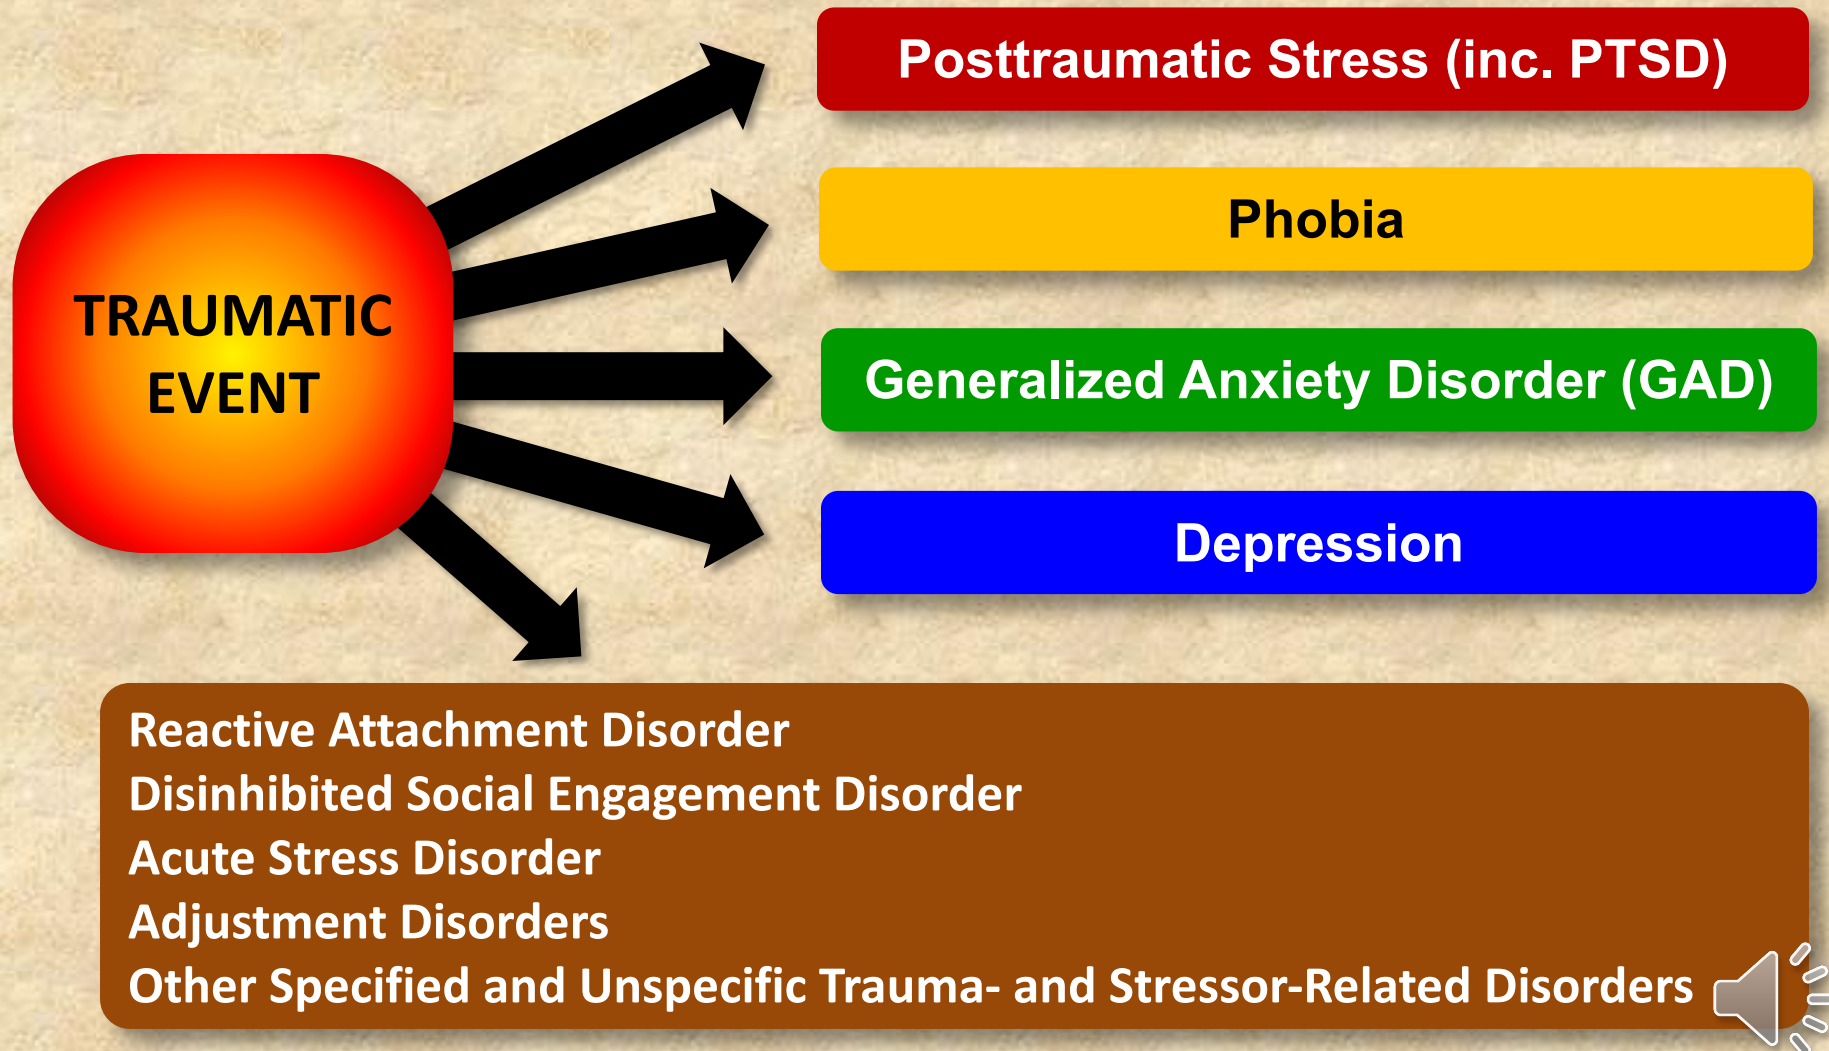 TRAUMATIC
EVENT
Posttraumatic Stress (inc. PTSD)
Phobia
Generalized Anxiety Disorder (GAD)
Depression
Reactive Attachment Disorder
Disinhibited Social Engagement Disorder
Acute Stress Disorder
Adjustment Disorders
Other Specified and Unspecific Trauma- and Stressor-Related Disorders